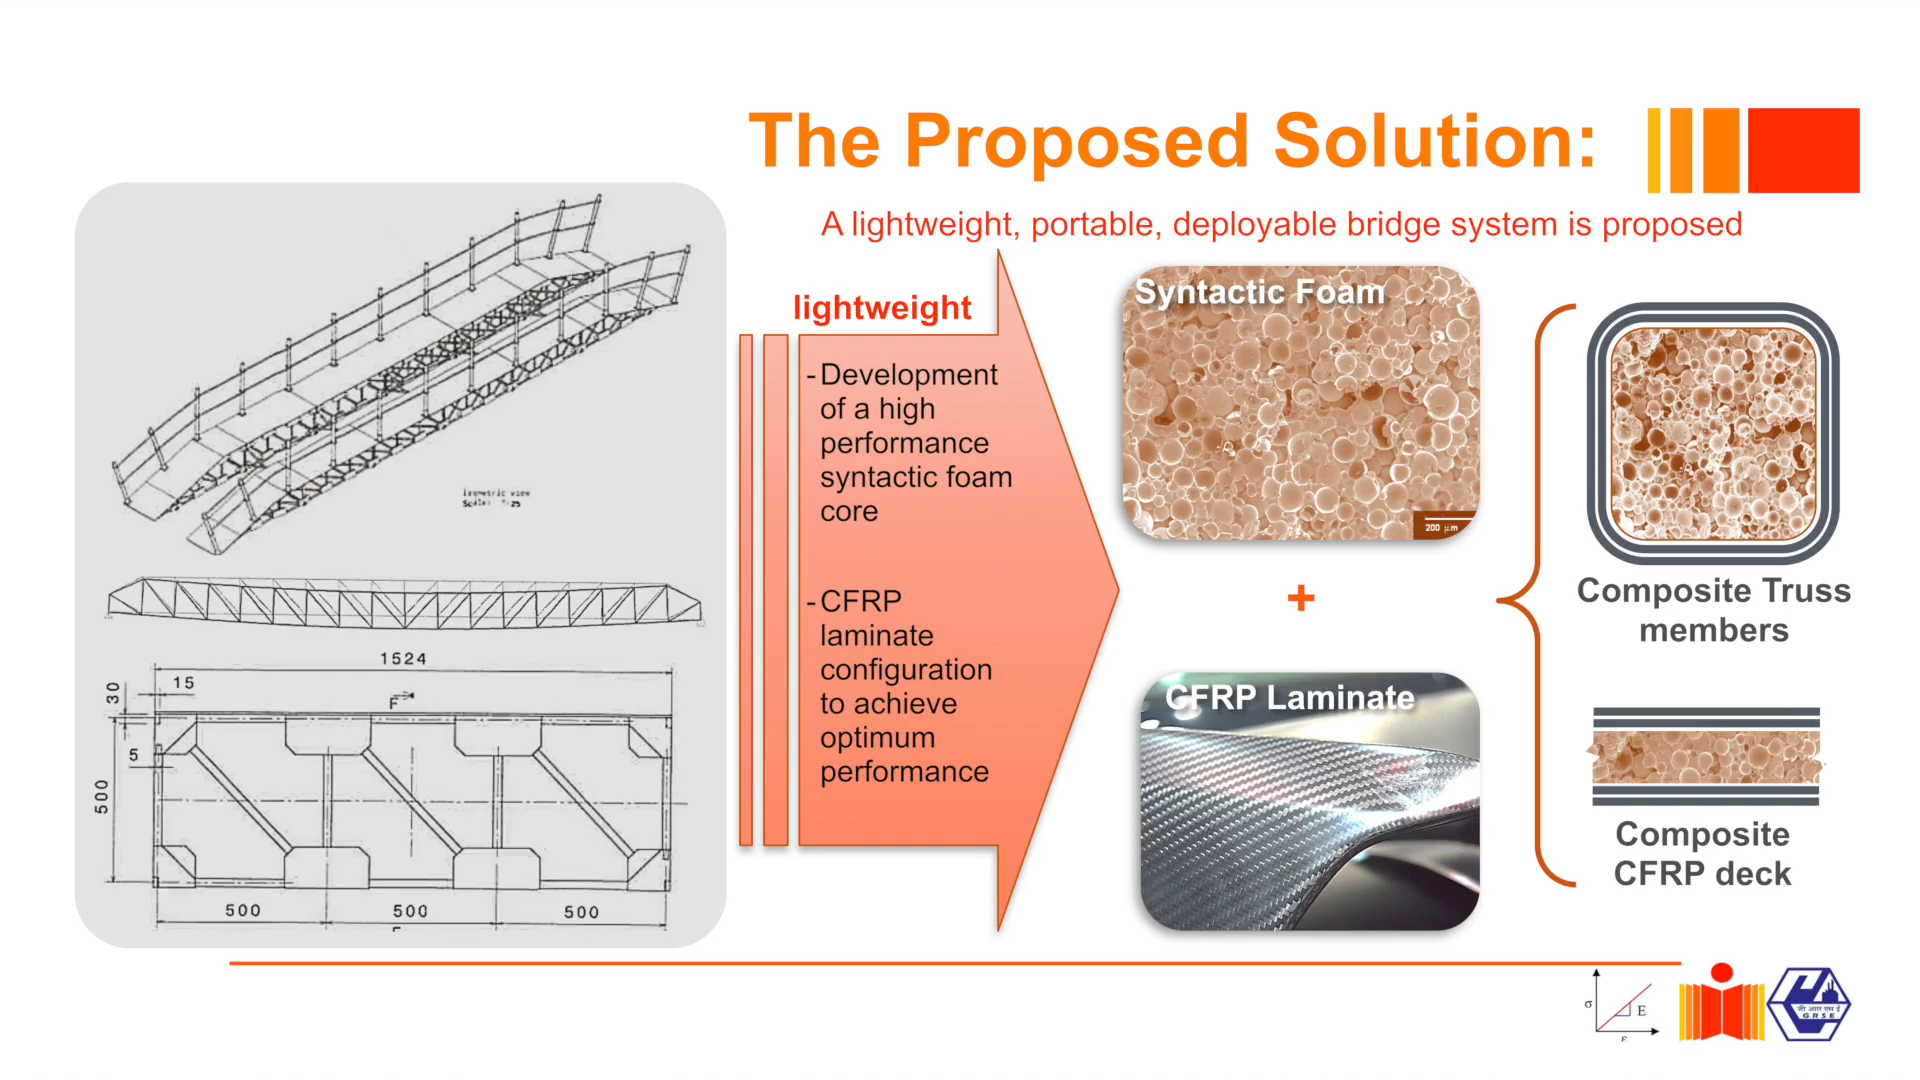 The Proposed Solution:
A lightweight, portable, deployable bridge system is proposed
Isometric view
1524
15
30
F
5
500
500
500
500
lightweight
-Development
of a high
performance
syntactic foam
core
-CFRP
laminate
configuration
to achieve
optimum
performance
Syntactic Foam
200 μm
+
CFRP Laminate
Composite Truss
members
Composite
CFRP deck
σ
E
ε
GRSE